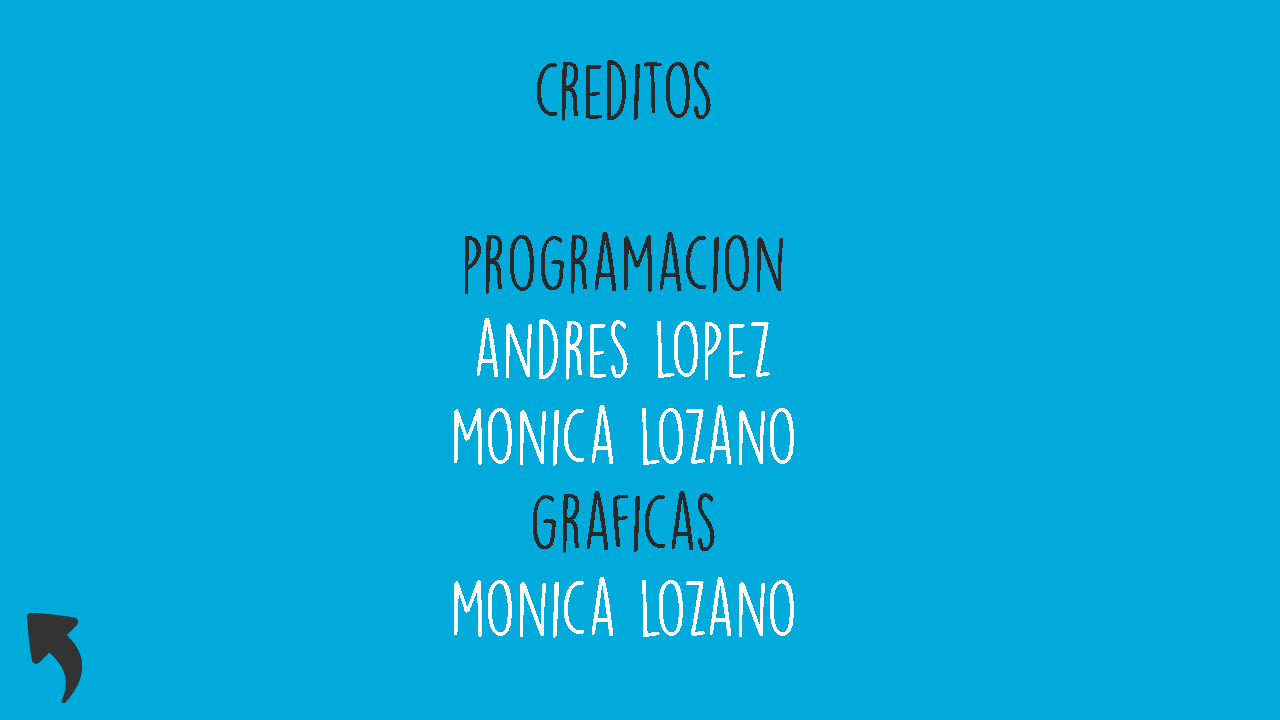 CREDITOS
PROGRAMACION
ANDRES LOPEZ
MONICA LOZANO
GRAFICAS
MONICA LOZANO